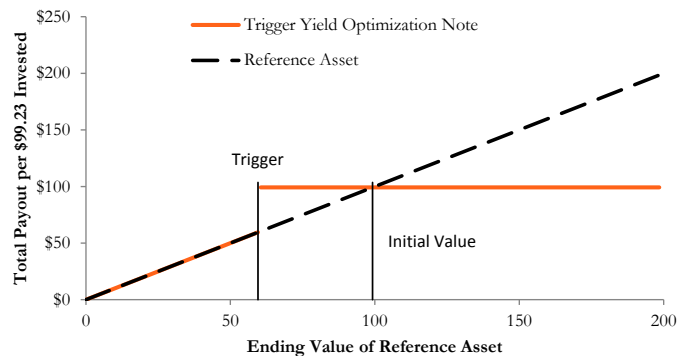 $250
Trigger Yield Optimization Note
Reference Asset
$200
$150
Trigger
$100
Initial Value
$50
$0
0
50
100
150
200
Total Payout per $99.23 Invested
Ending Value of Reference Asset